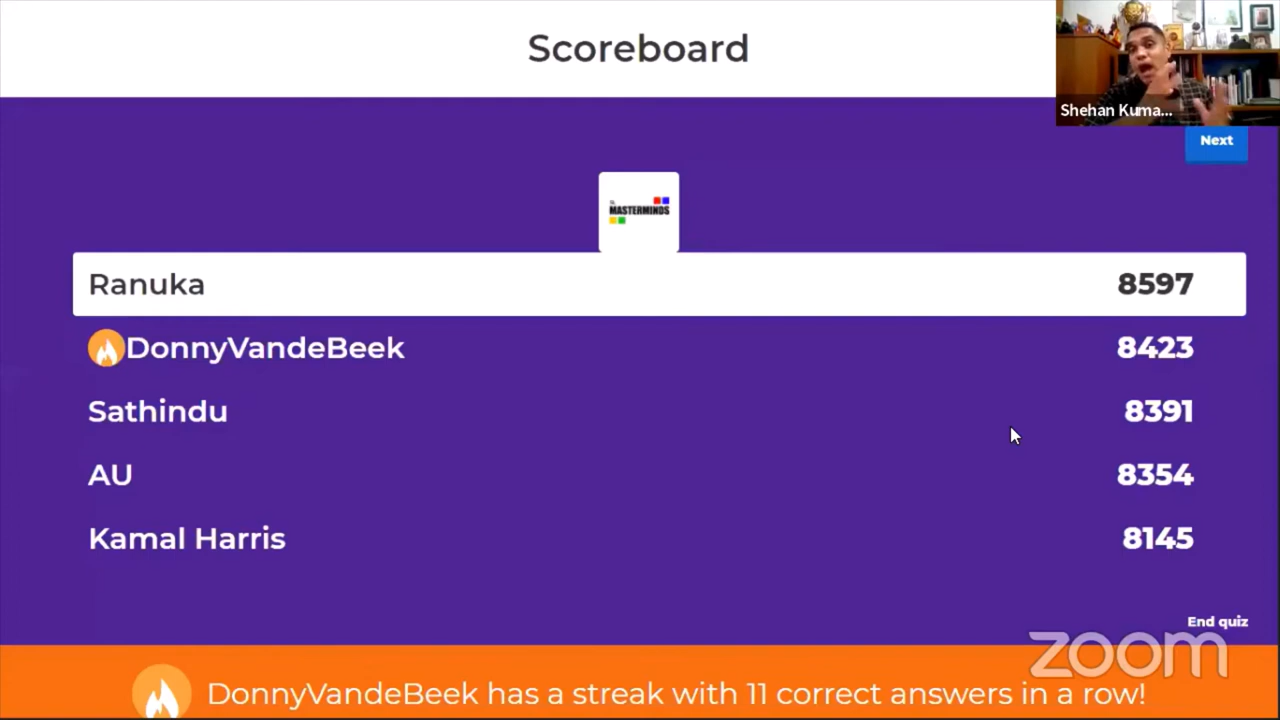 Scoreboard
Shehan Kuma...
Next
MASTERMINDS
Ranuka 8597
DonnyVandeBeek 8423
Sathindu 8391
AU 8354
Kamal Harris 8145
End quiz
zoom
DonnyVandeBeek has a streak with 11 correct answers in a row!